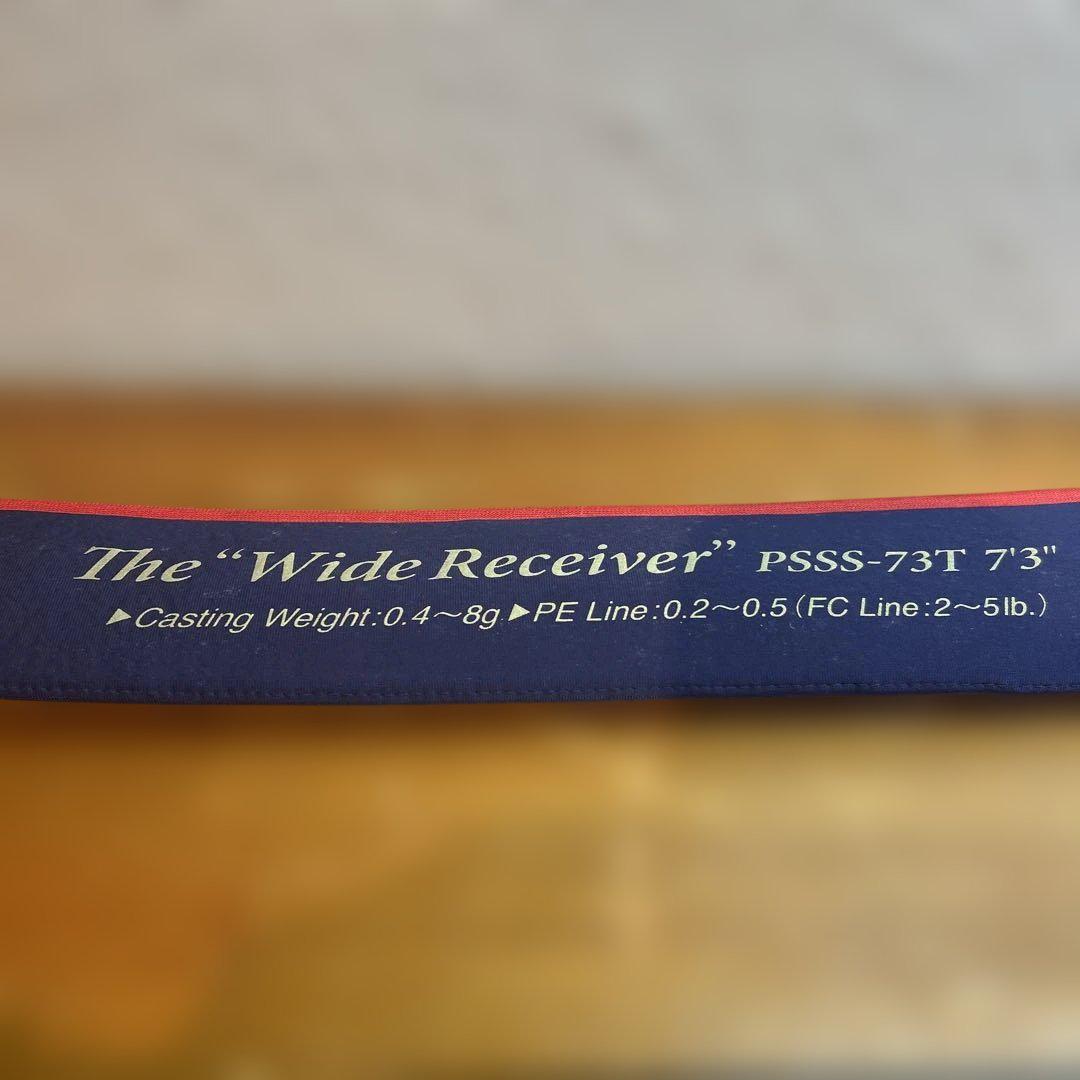 The “Wide Receiver” PSSS-73T 7'3"
▶Casting Weight:0.4〜8g ▶PE Line:0.2〜0.5（FC Line:2〜5lb.）